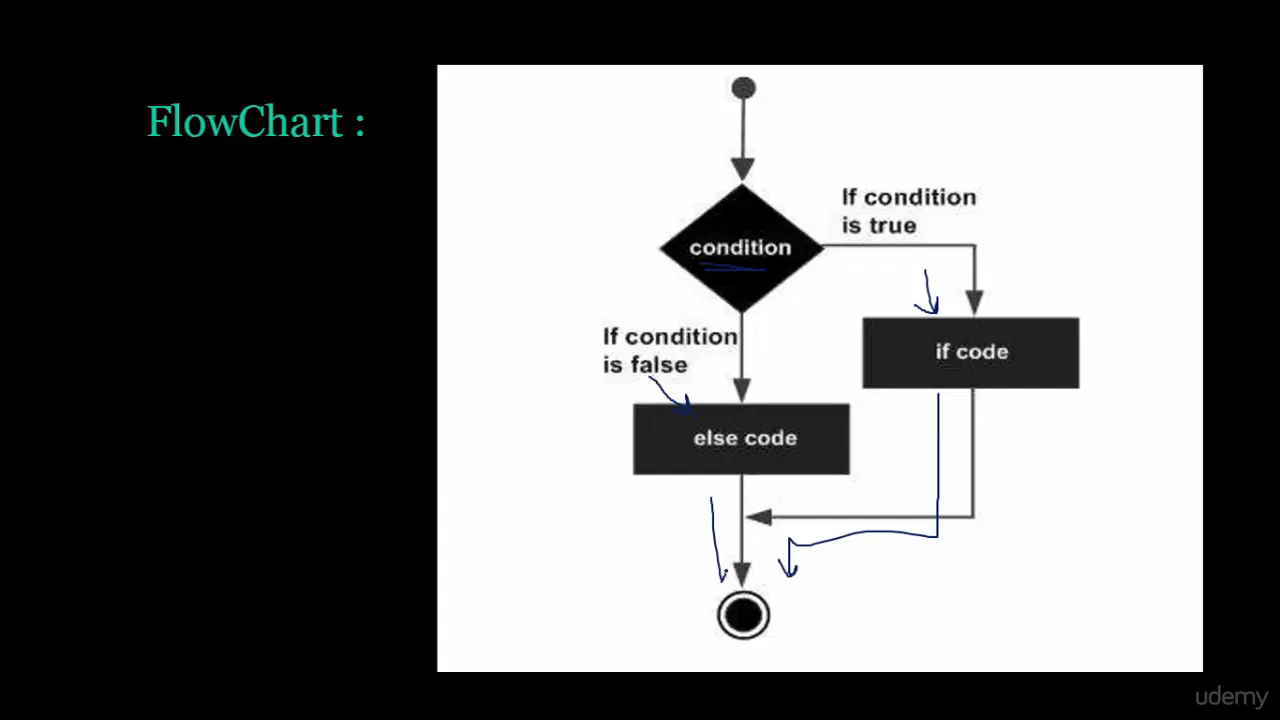 FlowChart :
If condition
is true
condition
If condition
is false
if code
else code
udemy